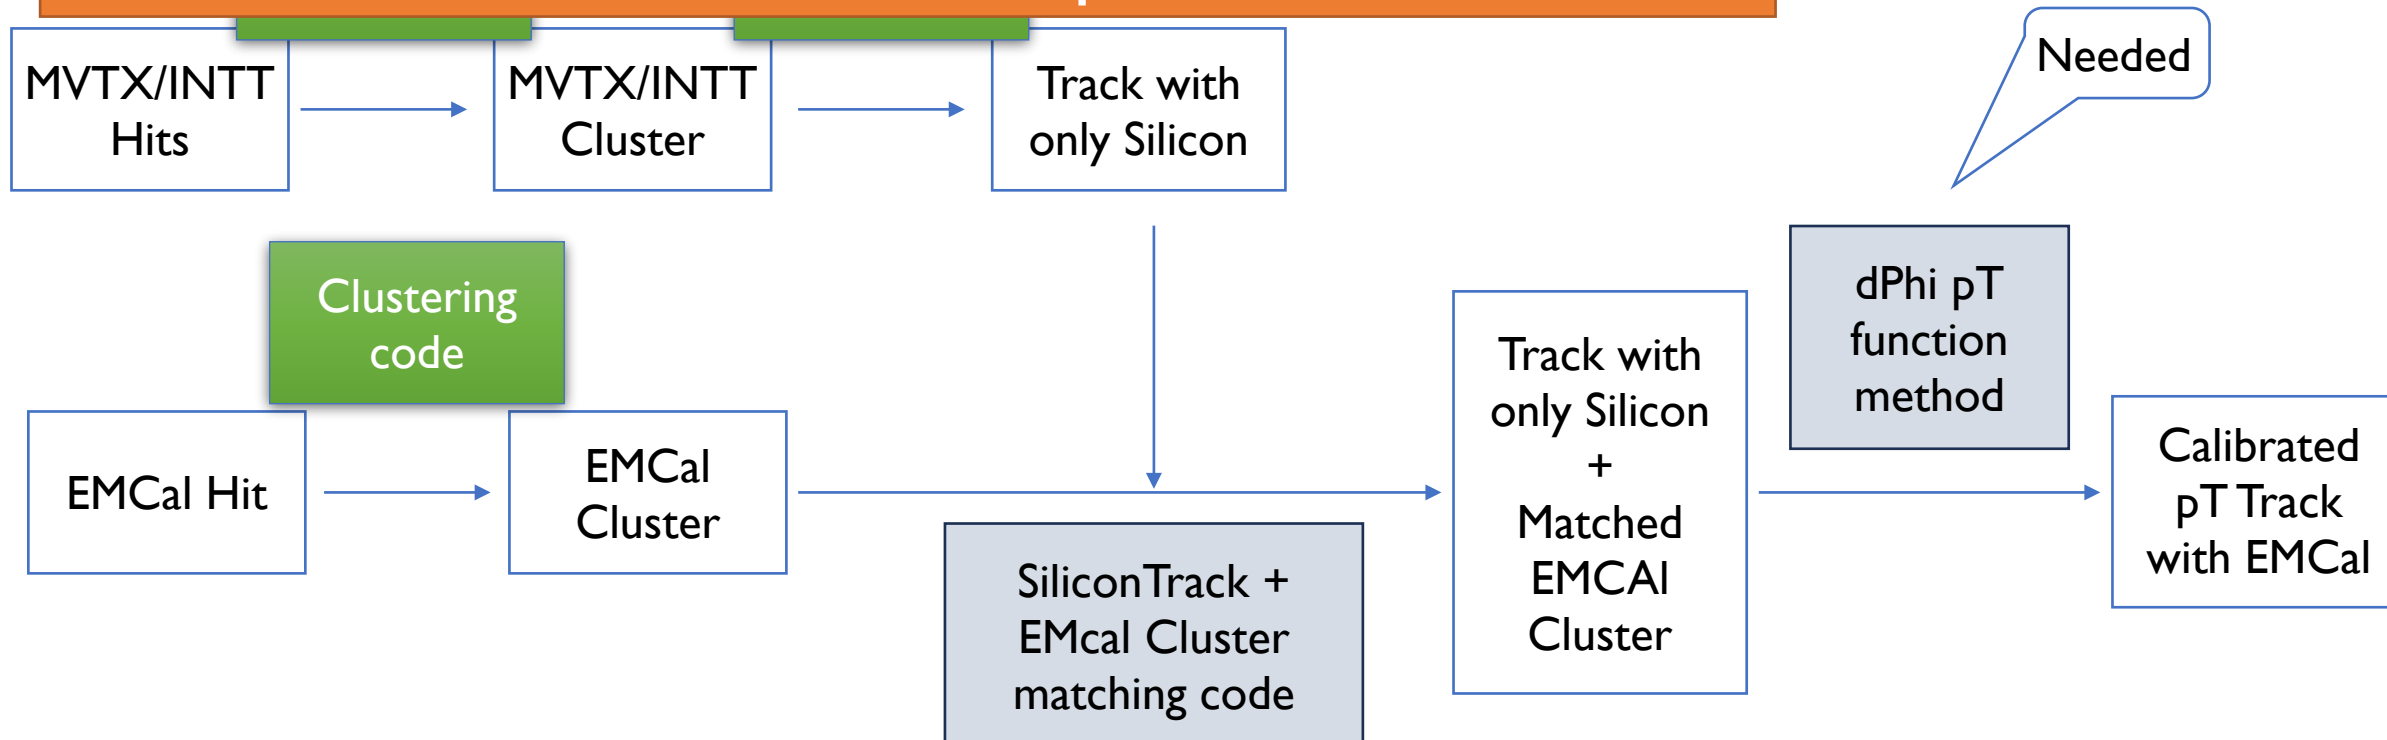 MVTX/INTT
Hits
MVTX/INTT
Cluster
Track with
only Silicon
Needed
Clustering
code
dPhi pT
function
method
EMCal Hit
EMCal
Cluster
SiliconTrack +
EMcal Cluster
matching code
Track with
only Silicon
+
Matched
EMCAl
Cluster
Calibrated
pT Track
with EMCal